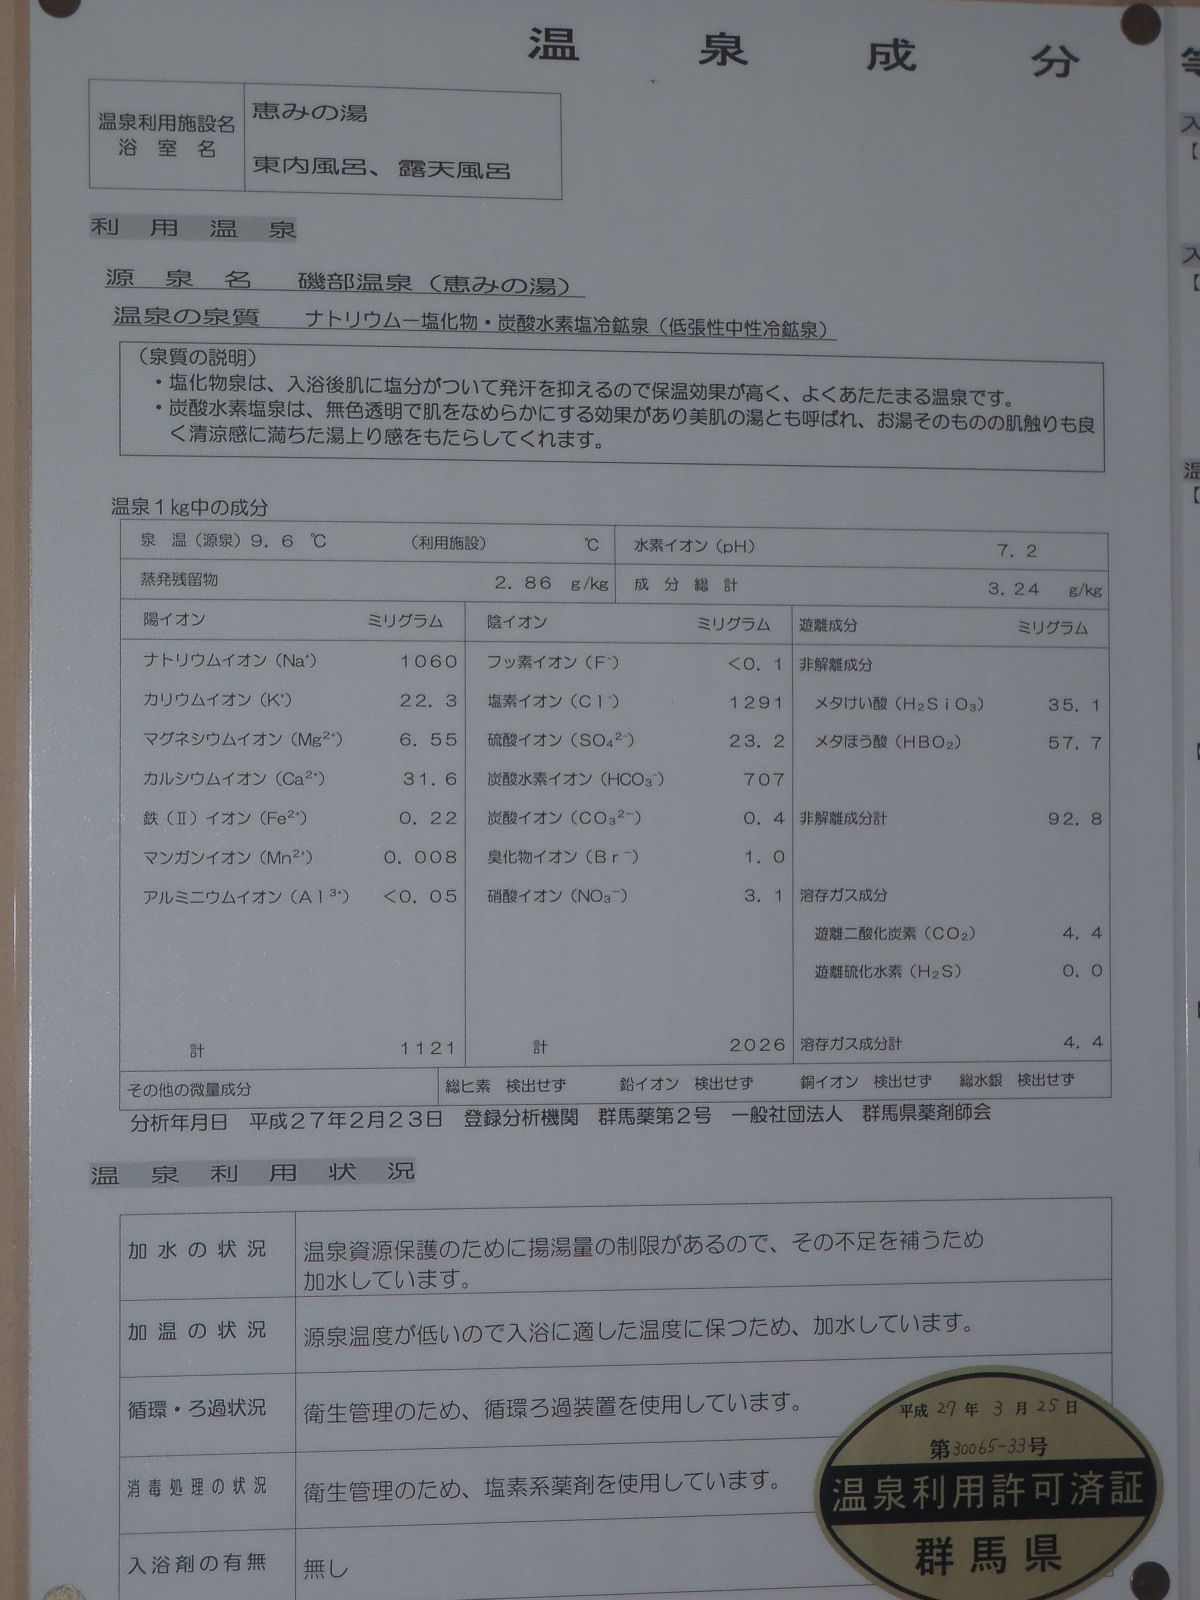 温泉成分等
温泉利用施設名
浴室名
恵みの湯
東内風呂、露天風呂
利用温泉
源泉名 磯部温泉（恵みの湯）
温泉の泉質 ナトリウムー塩化物・炭酸水素塩冷鉱泉（低張性中性冷鉱泉）
（泉質の説明）
・塩化物泉は、入浴後肌に塩分がついて発汗を抑えるので保温効果が高く、よくあたたまる温泉です。
・炭酸水素塩泉は、無色透明で肌をなめらかにする効果があり美肌の湯とも呼ばれ、お湯そのものの肌触りも良
く清涼感に満ちた湯上り感をもたらしてくれます。
温泉１㎏中の成分
泉 温（源泉）９．６ ℃ （利用施設） ℃ 水素イオン（pH） ７．２
蒸発残留物 ２．８６ g/kg 成分総計 ３．２４ g/kg
陽イオン ミリグラム 陰イオン ミリグラム 遊離成分 ミリグラム
ナトリウムイオン（Na⁺） １０６０ フッ素イオン（F⁻） ＜０．１ 非解離成分
カリウムイオン（K⁺） ２２．３ 塩素イオン（Cl⁻） １２９１ メタけい酸（H₂SiO₃） ３５．１
マグネシウムイオン（Mg²⁺） ６．５５ 硫酸イオン（SO₄²⁻） ２３．２ メタほう酸（HBO₂） ５７．７
カルシウムイオン（Ca²⁺） ３１．６ 炭酸水素イオン（HCO₃⁻） ７０７
鉄（Ⅱ）イオン（Fe²⁺） ０．２２ 炭酸イオン（CO₃²⁻） ０．４ 非解離成分計 ９２．８
マンガンイオン（Mn²⁺） ０．００８ 臭化物イオン（Br⁻） １．０
アルミニウムイオン（Al³⁺） ＜０．０５ 硝酸イオン（NO₃⁻） ３．１ 溶存ガス成分
遊離二酸化炭素（CO₂） ４．４
遊離硫化水素（H₂S） ０．０
計 １１２１ 計 ２０２６ 溶存ガス成分計 ４．４
その他の微量成分 総ヒ素 検出せず 鉛イオン 検出せず 銅イオン 検出せず 総水銀 検出せず
分析年月日 平成２７年２月２３日 登録分析機関 群馬薬第２号 一般社団法人 群馬県薬剤師会
温泉利用状況
加水の状況 温泉資源保護のために揚湯量の制限があるので、その不足を補うため
加水しています。
加温の状況 源泉温度が低いので入浴に適した温度に保つため、加水しています。
循環・ろ過状況 衛生管理のため、循環ろ過装置を使用しています。
消毒処理の状況 衛生管理のため、塩素系薬剤を使用しています。
入浴剤の有無 無し
平成27年3月25日
第30065-33号
温泉利用許可済証
群馬県